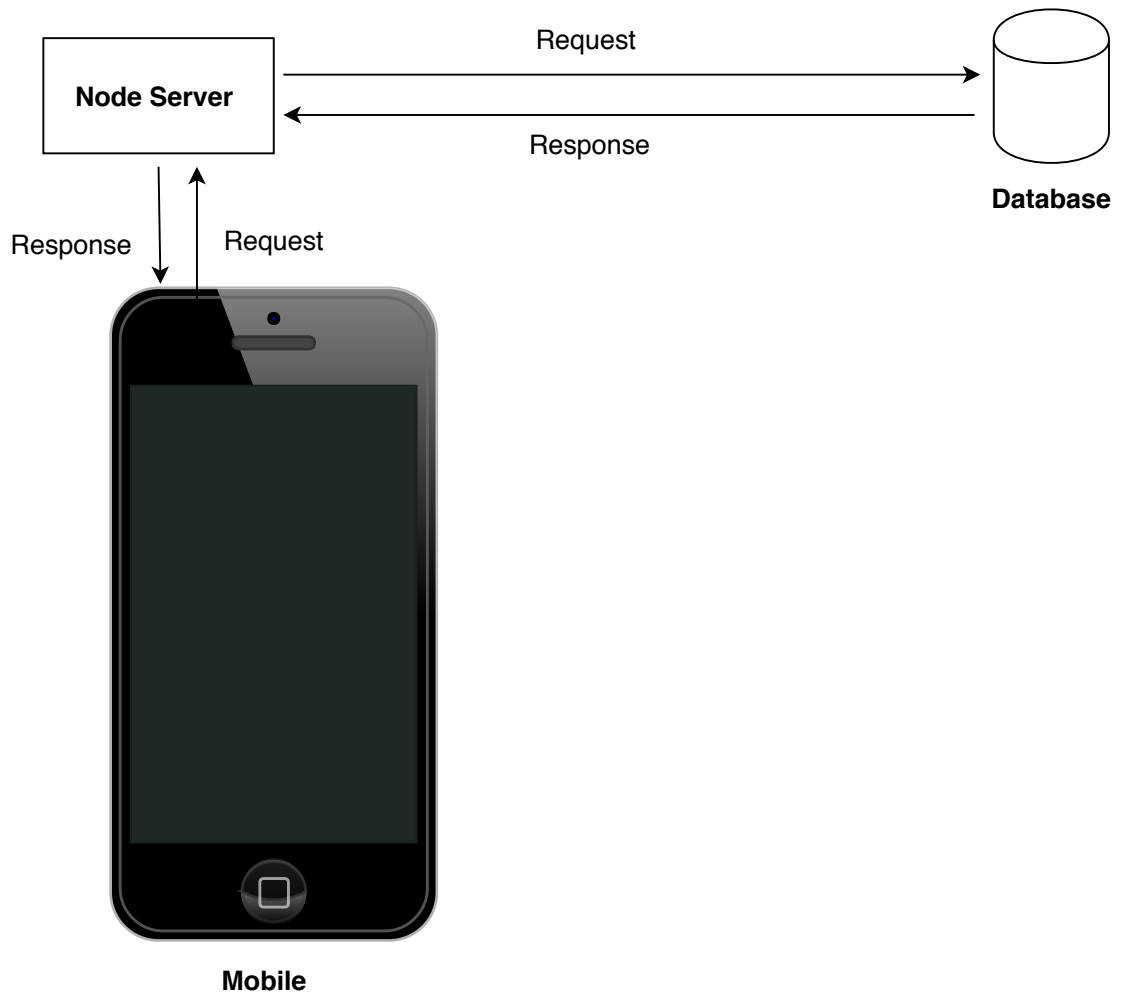 Request
Node Server
Response
Database
Response
Request
Mobile